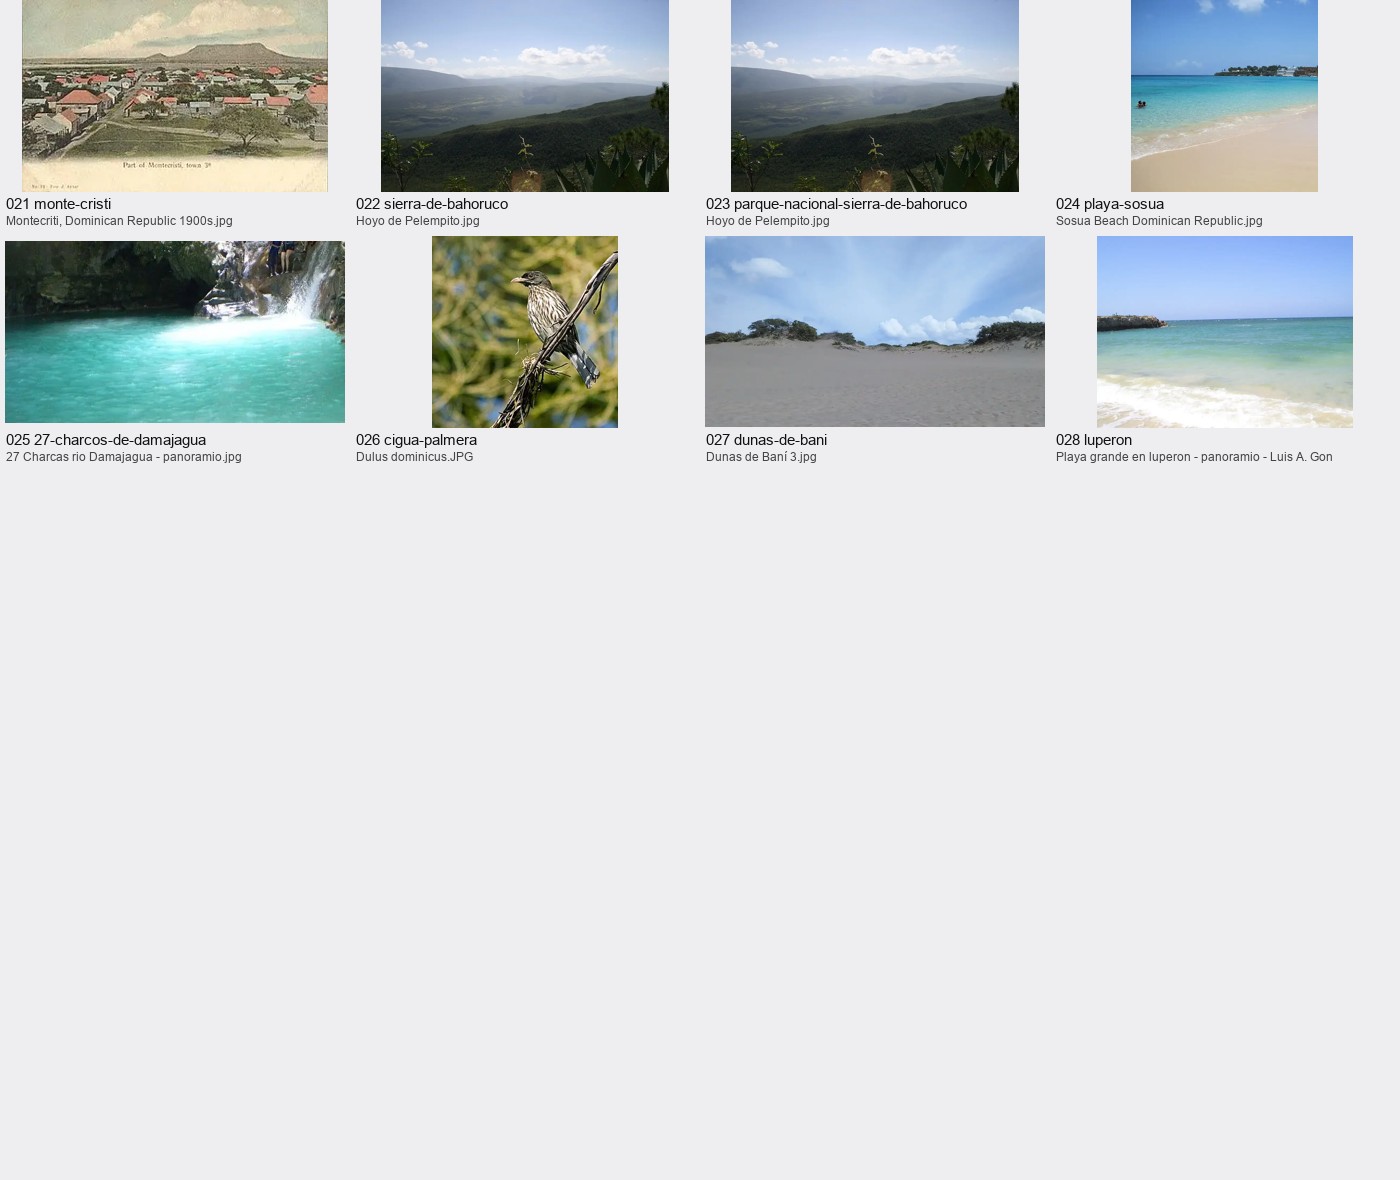 Part of Montecristi, town
021 monte-cristi
Montecriti, Dominican Republic 1900s.jpg
022 sierra-de-bahoruco
Hoyo de Pelempito.jpg
023 parque-nacional-sierra-de-bahoruco
Hoyo de Pelempito.jpg
024 playa-sosua
Sosua Beach Dominican Republic.jpg
025 27-charcos-de-damajagua
27 Charcas rio Damajagua - panoramio.jpg
026 cigua-palmera
Dulus dominicus.JPG
027 dunas-de-bani
Dunas de Baní 3.jpg
028 luperon
Playa grande en luperon - panoramio - Luis A. Gon